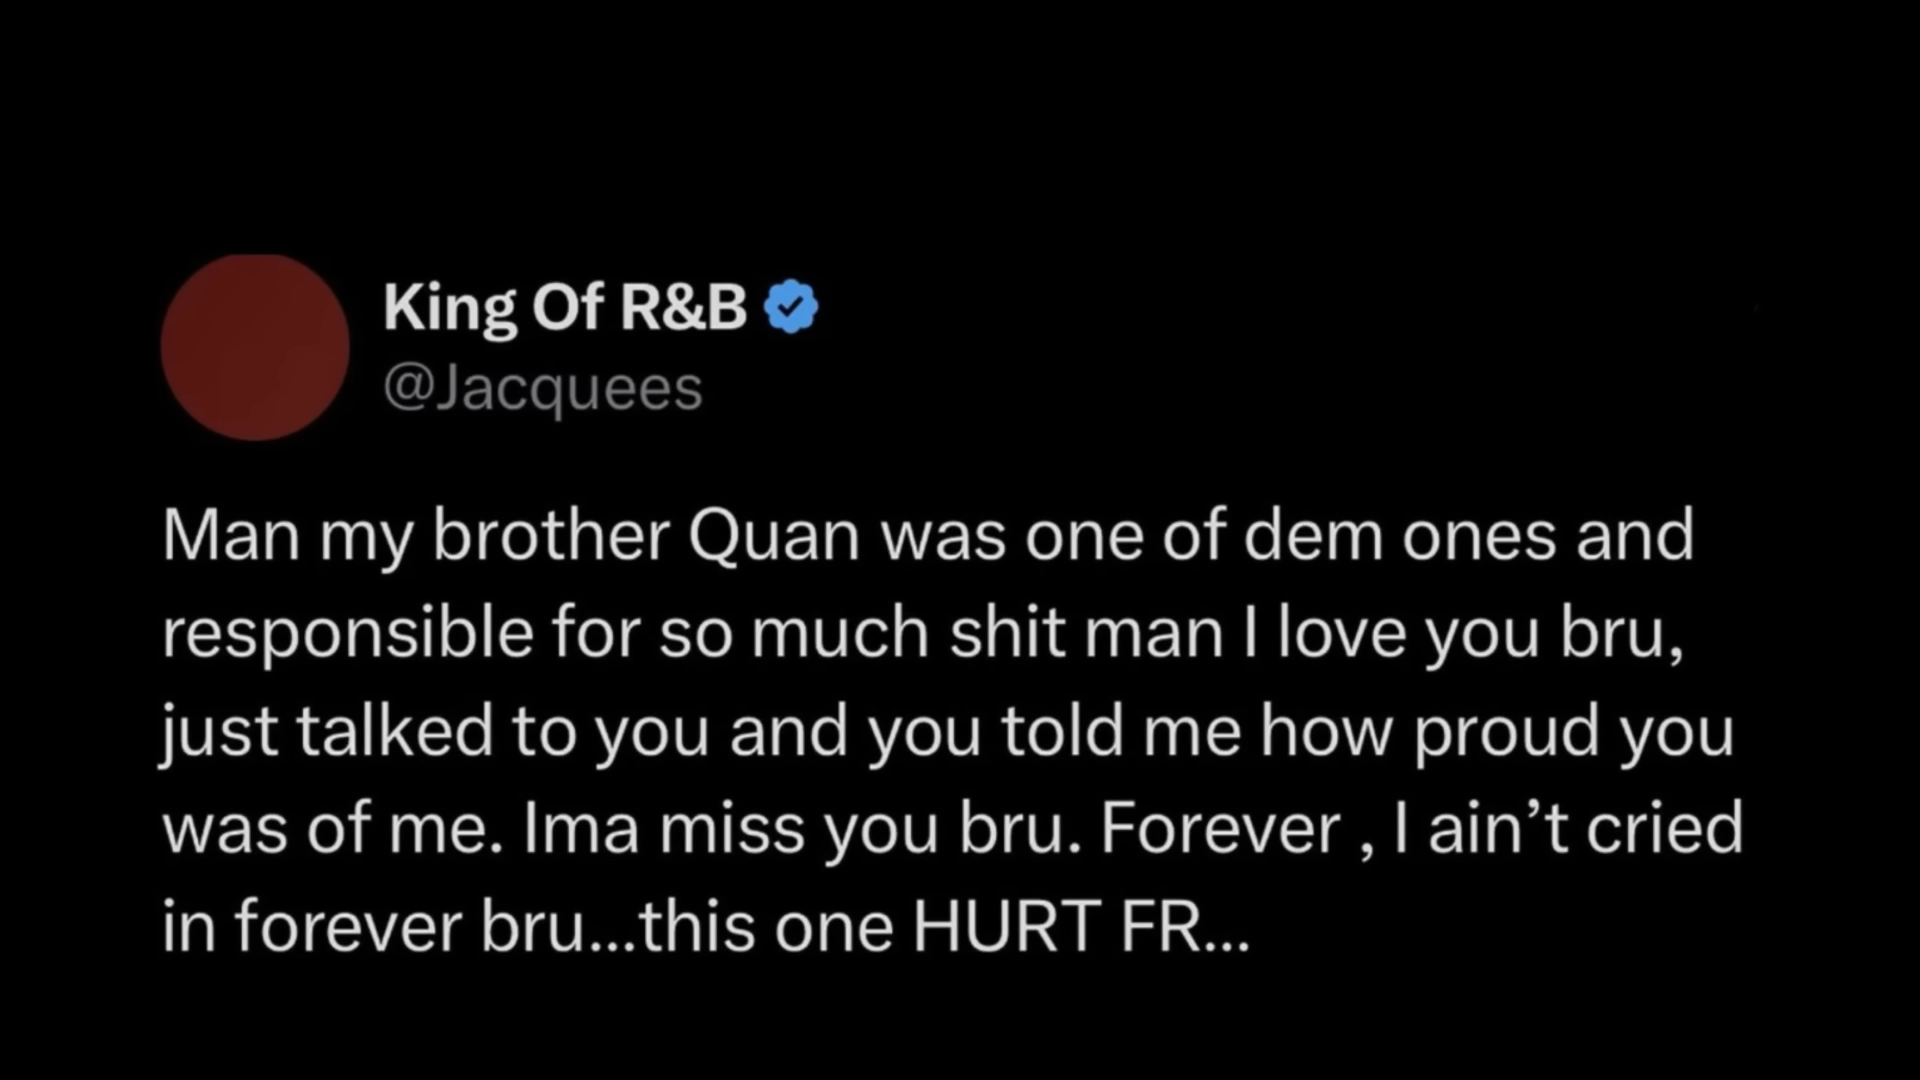 King Of R&B
@Jacquees
Man my brother Quan was one of dem ones and
responsible for so much shit man I love you bru,
just talked to you and you told me how proud you
was of me. Ima miss you bru. Forever , I ain’t cried
in forever bru...this one HURT FR...